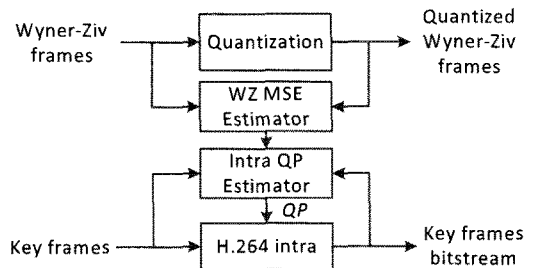 Wyner-Ziv
frames
Quantization
Quantized
Wyner-Ziv
frames
WZ MSE
Estimator
Intra QP
Estimator
QP
Key frames
H.264 intra
Key frames
bitstream